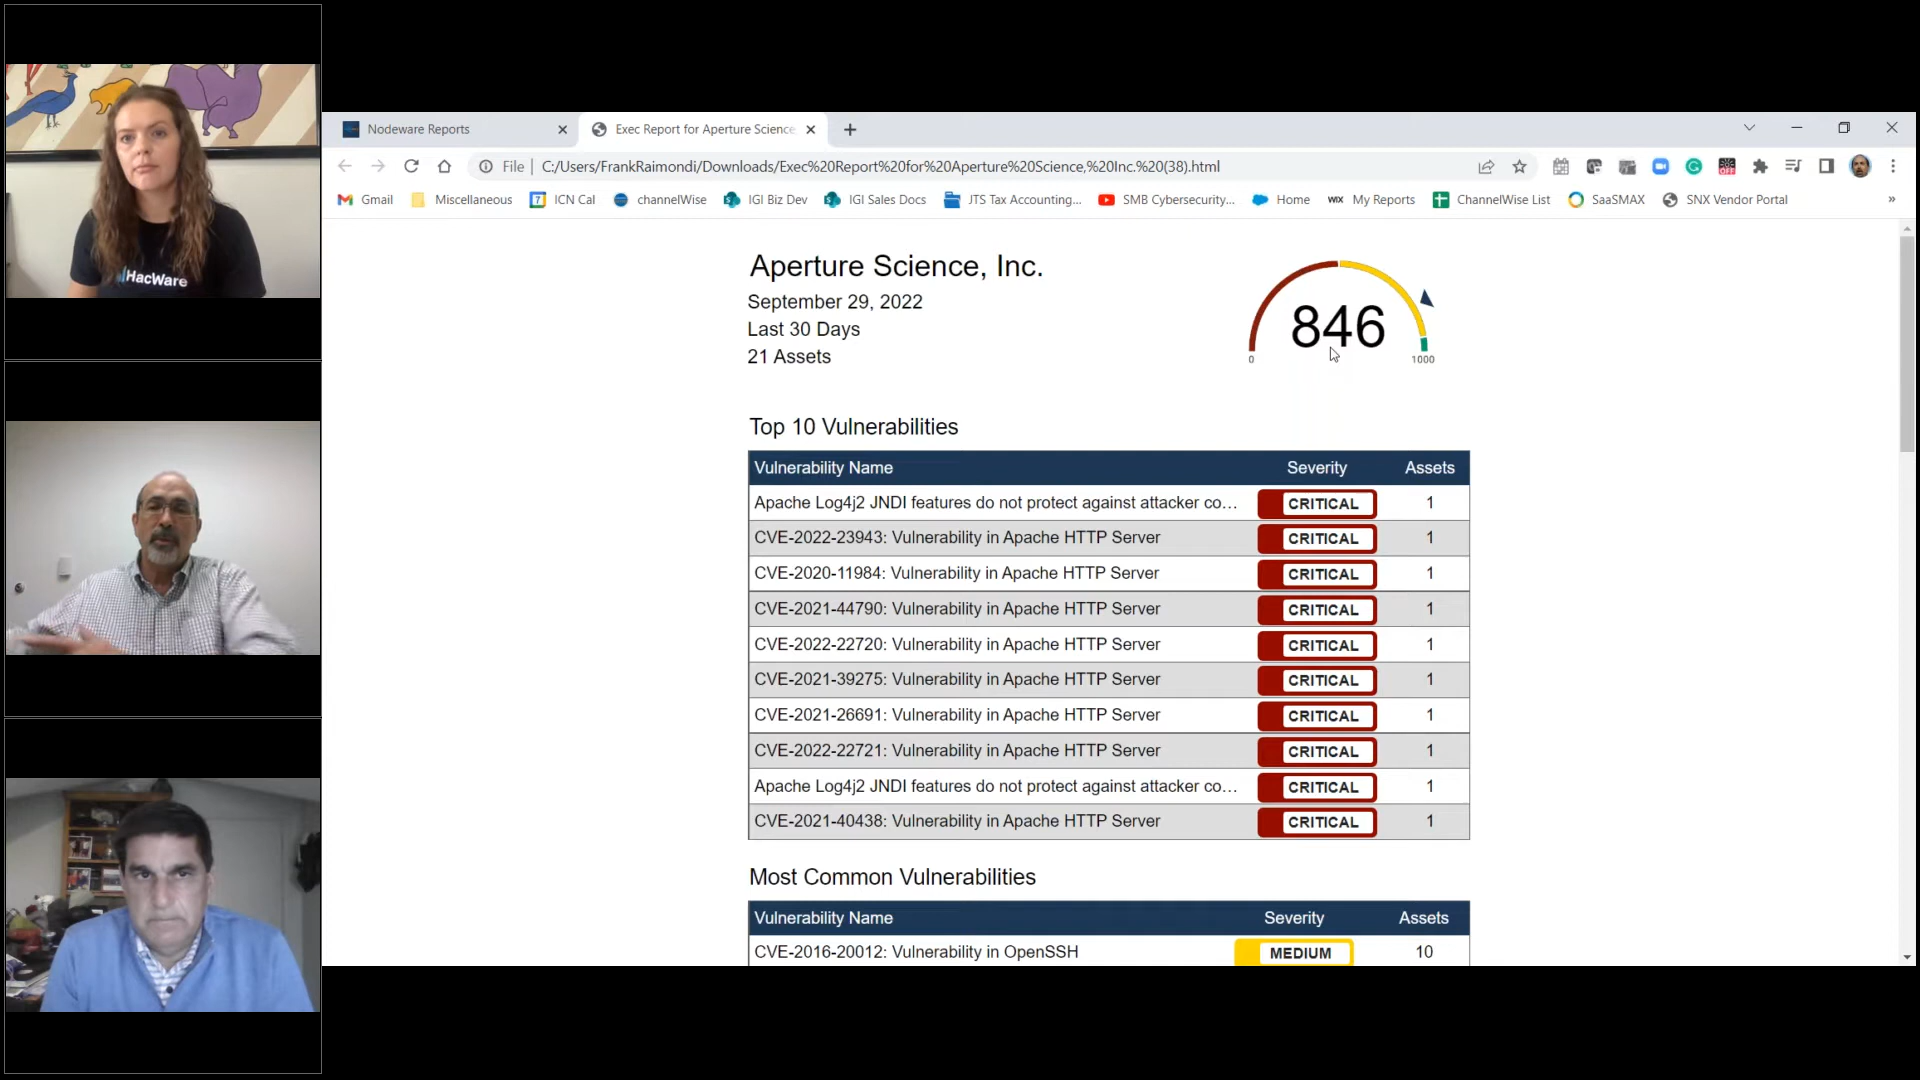 HacWare
Nodeware Reports
Exec Report for Aperture Science
File
C:/Users/FrankRaimondi/Downloads/Exec%20Report%20for%20Aperture%20Science,%20Inc.%20(38).html
Gmail
Miscellaneous
7
ICN Cal
channelWise
IGI Biz Dev
IGI Sales Docs
JTS Tax Accounting...
SMB Cybersecurity...
Home
WIX
My Reports
ChannelWise List
SaaSMAX
SNX Vendor Portal
»
Aperture Science, Inc.
September 29, 2022
Last 30 Days
21 Assets
846
0
1000
Top 10 Vulnerabilities
Vulnerability Name Severity Assets
Apache Log4j2 JNDI features do not protect against attacker co... CRITICAL 1
CVE-2022-23943: Vulnerability in Apache HTTP Server CRITICAL 1
CVE-2020-11984: Vulnerability in Apache HTTP Server CRITICAL 1
CVE-2021-44790: Vulnerability in Apache HTTP Server CRITICAL 1
CVE-2022-22720: Vulnerability in Apache HTTP Server CRITICAL 1
CVE-2021-39275: Vulnerability in Apache HTTP Server CRITICAL 1
CVE-2021-26691: Vulnerability in Apache HTTP Server CRITICAL 1
CVE-2022-22721: Vulnerability in Apache HTTP Server CRITICAL 1
Apache Log4j2 JNDI features do not protect against attacker co... CRITICAL 1
CVE-2021-40438: Vulnerability in Apache HTTP Server CRITICAL 1
Most Common Vulnerabilities
Vulnerability Name Severity Assets
CVE-2016-20012: Vulnerability in OpenSSH MEDIUM 10